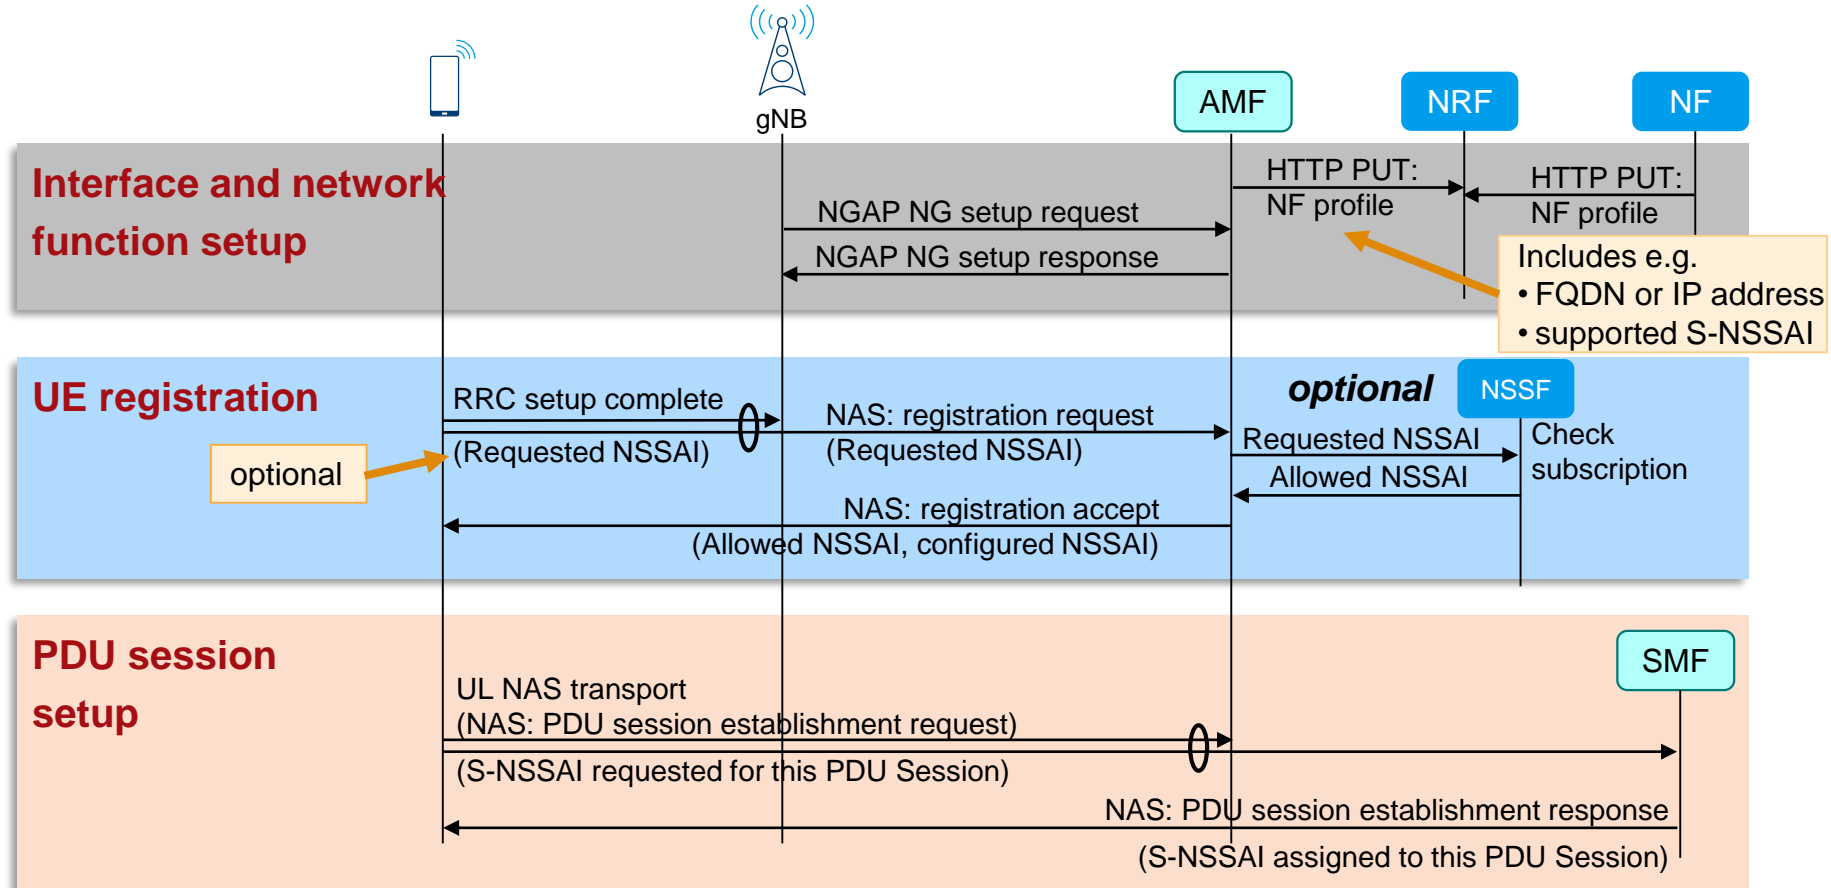 gNB
AMF
NRF
NF
Interface and network
function setup
HTTP PUT:
NF profile
HTTP PUT:
NF profile
NGAP NG setup request
NGAP NG setup response
Includes e.g.
• FQDN or IP address
• supported S-NSSAI
UE registration
optional
NSSF
RRC setup complete
(Requested NSSAI)
optional
NAS: registration request
(Requested NSSAI)
Requested NSSAI
Allowed NSSAI
Check
subscription
NAS: registration accept
(Allowed NSSAI, configured NSSAI)
PDU session
setup
SMF
UL NAS transport
(NAS: PDU session establishment request)
(S-NSSAI requested for this PDU Session)
NAS: PDU session establishment response
(S-NSSAI assigned to this PDU Session)